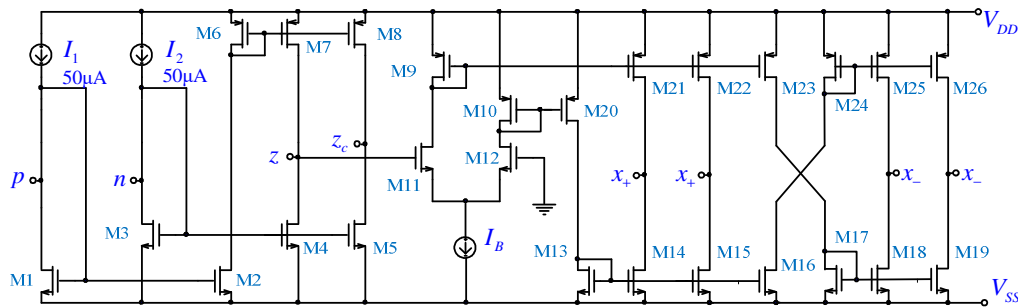 V_DD
M6
M7
M8
I_1
50μA
I_2
50μA
M9
M10
M20
M21
M22
M23
M24
M25
M26
z_c
z
M12
M11
p
n
x_+
x_+
x_–
x_–
M3
M4
M5
I_B
M13
M14
M15
M16
M17
M18
M19
M1
M2
V_SS